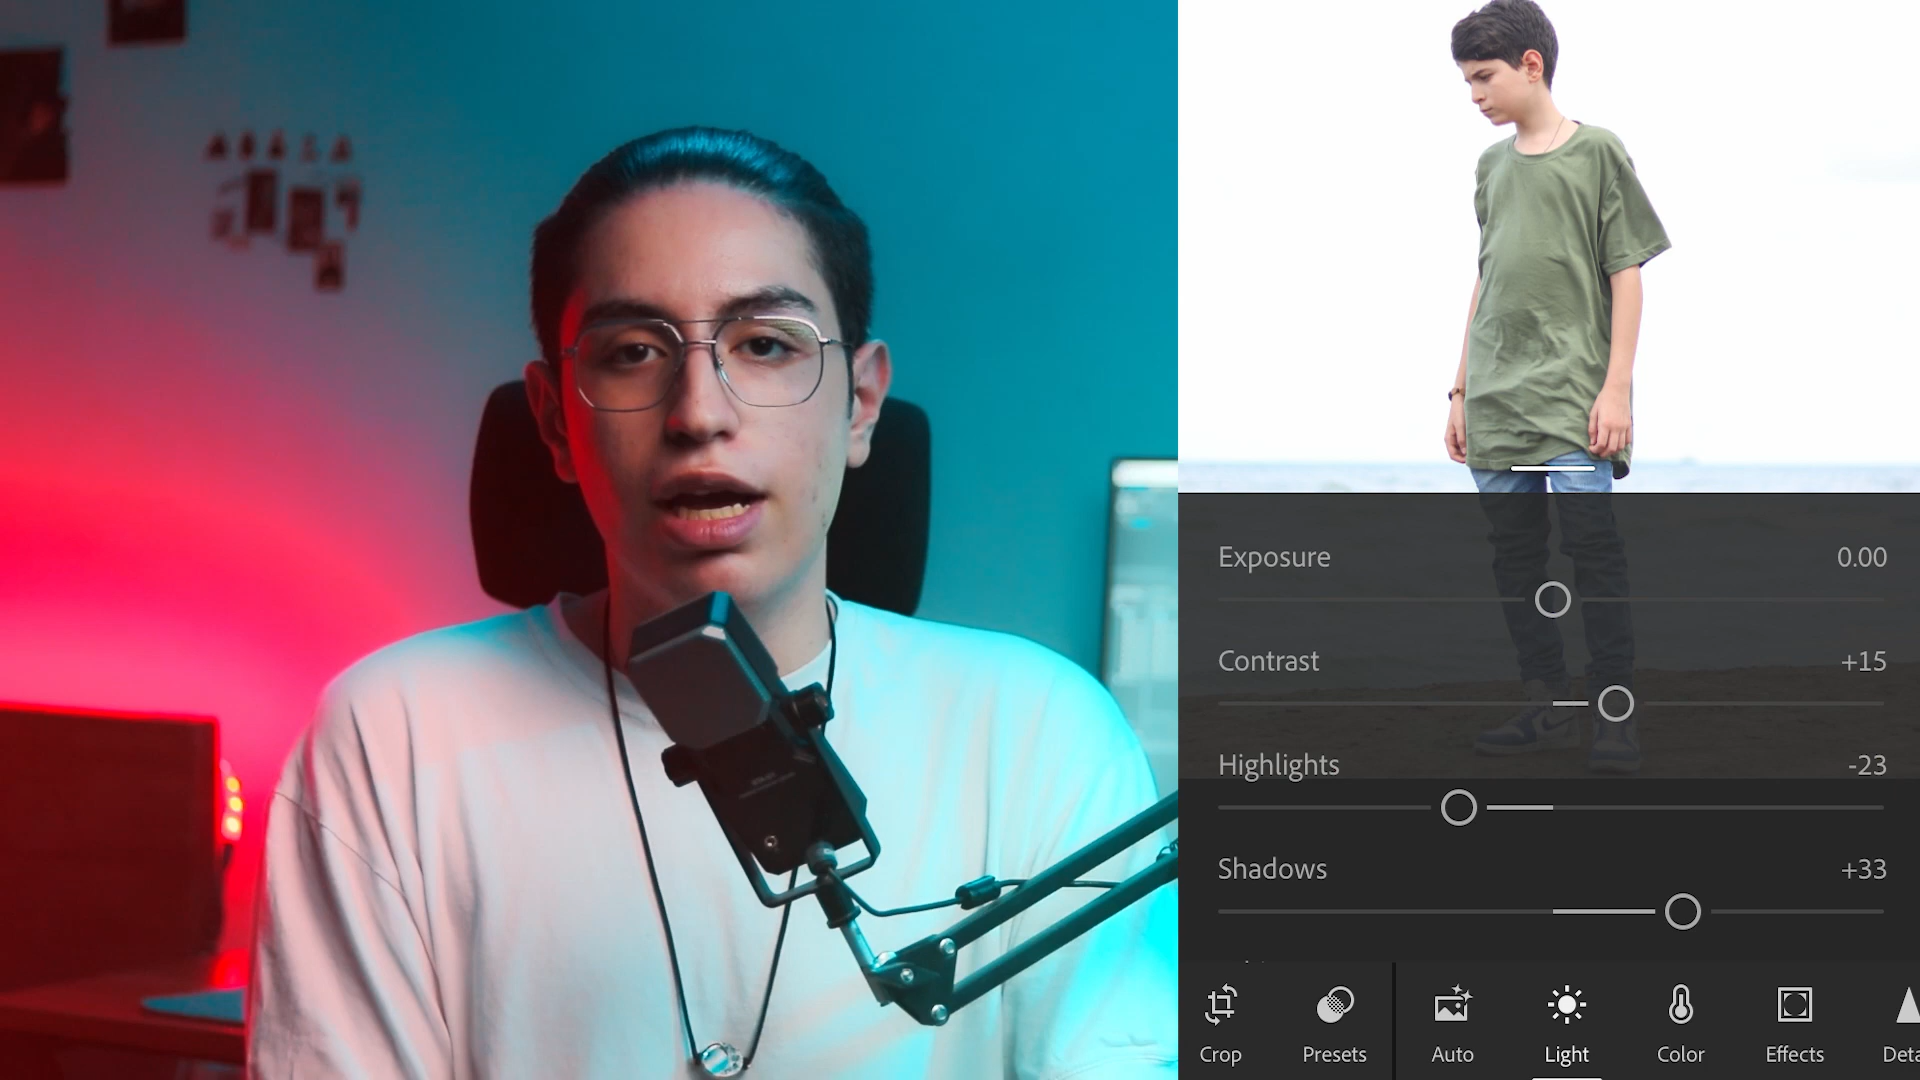 Exposure 0.00
Contrast +15
Highlights -23
Shadows +33
Crop Presets Auto Light Color Effects